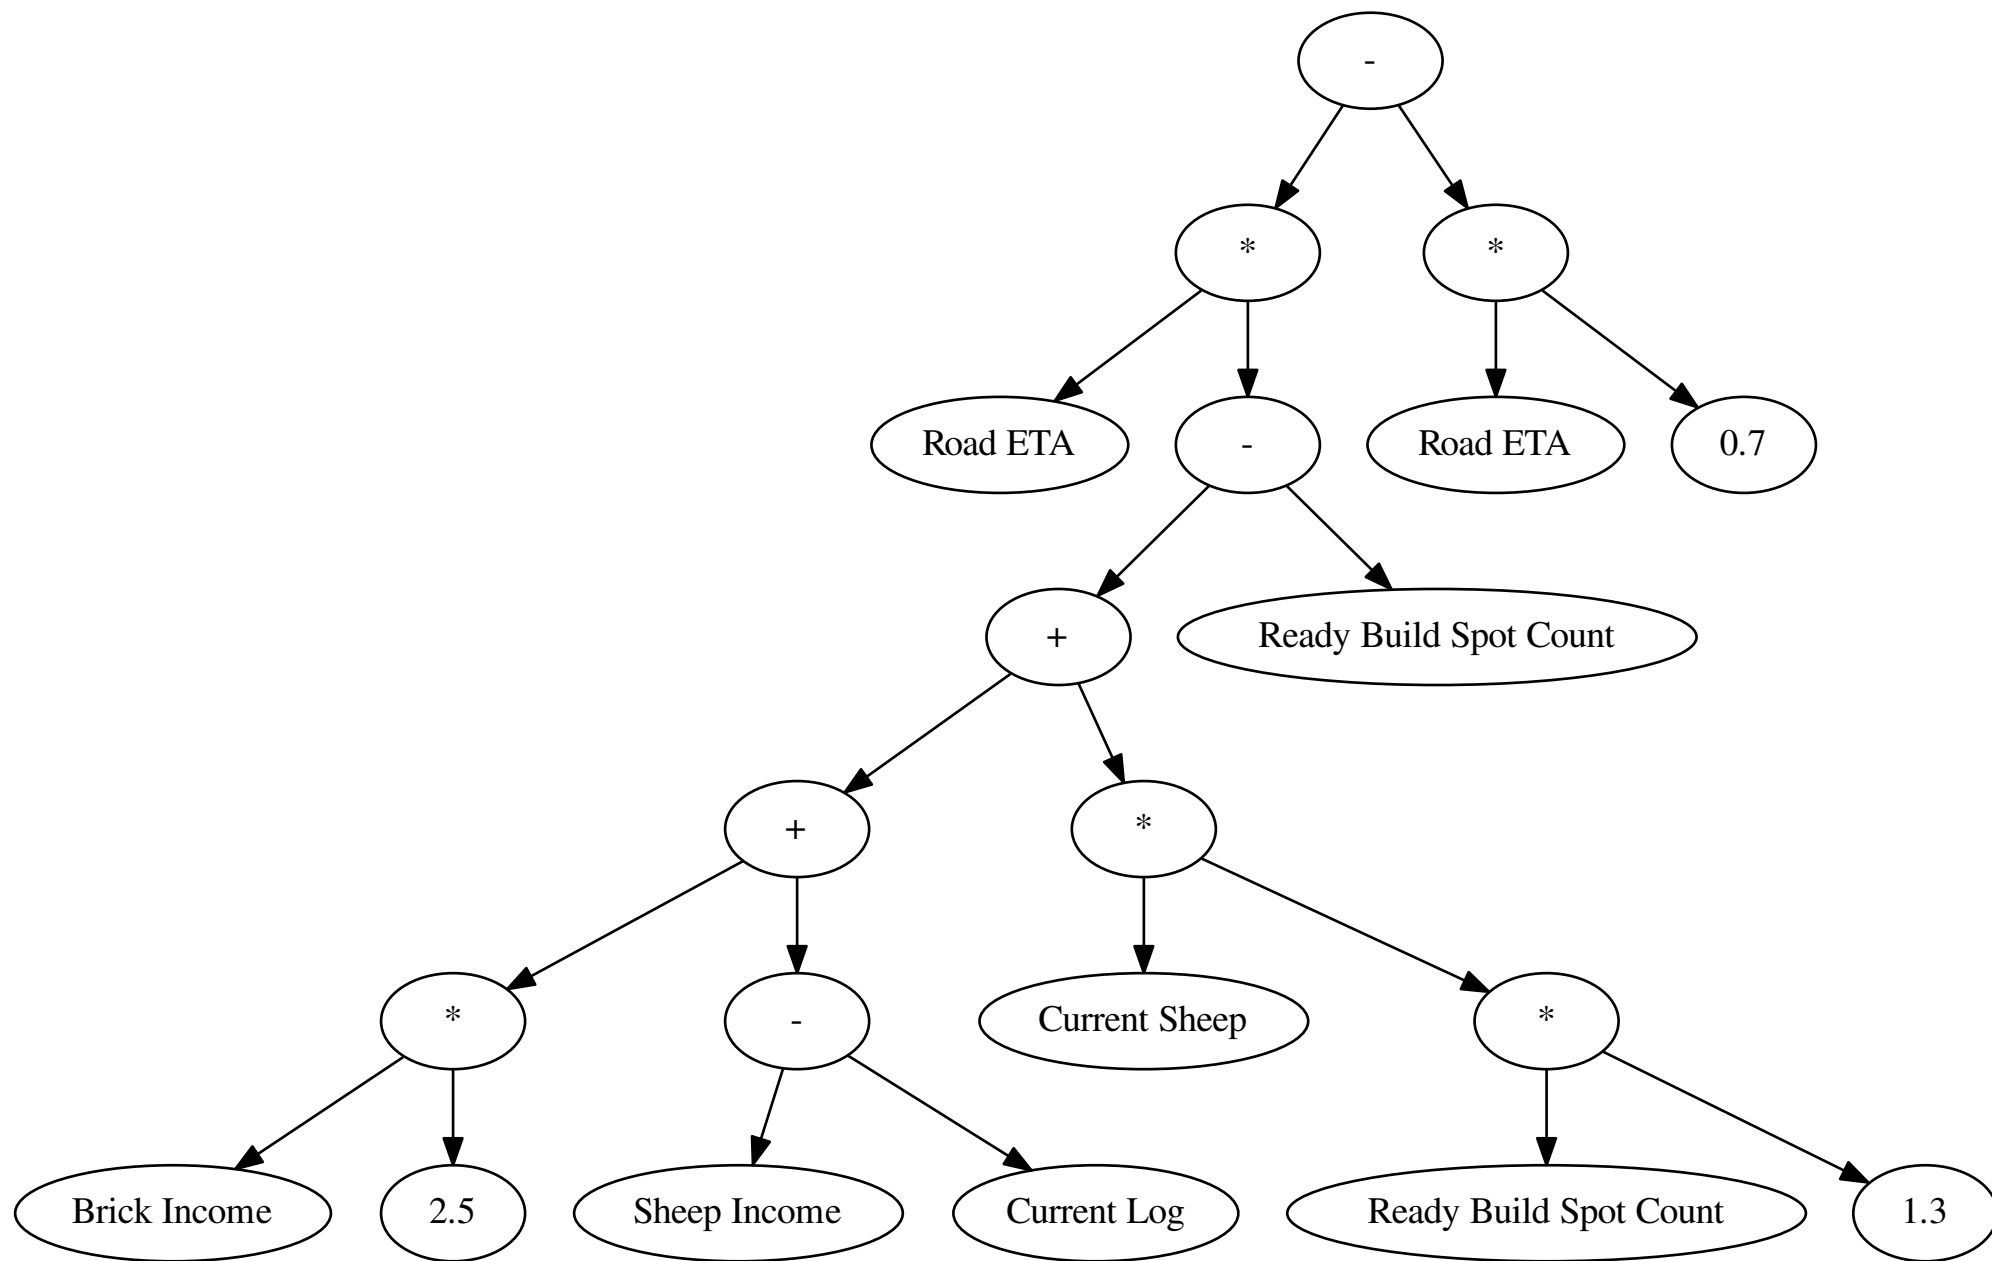 -
*
*
Road ETA
-
Road ETA
0.7
+
Ready Build Spot Count
+
*
*
-
Current Sheep
*
Brick Income
2.5
Sheep Income
Current Log
Ready Build Spot Count
1.3